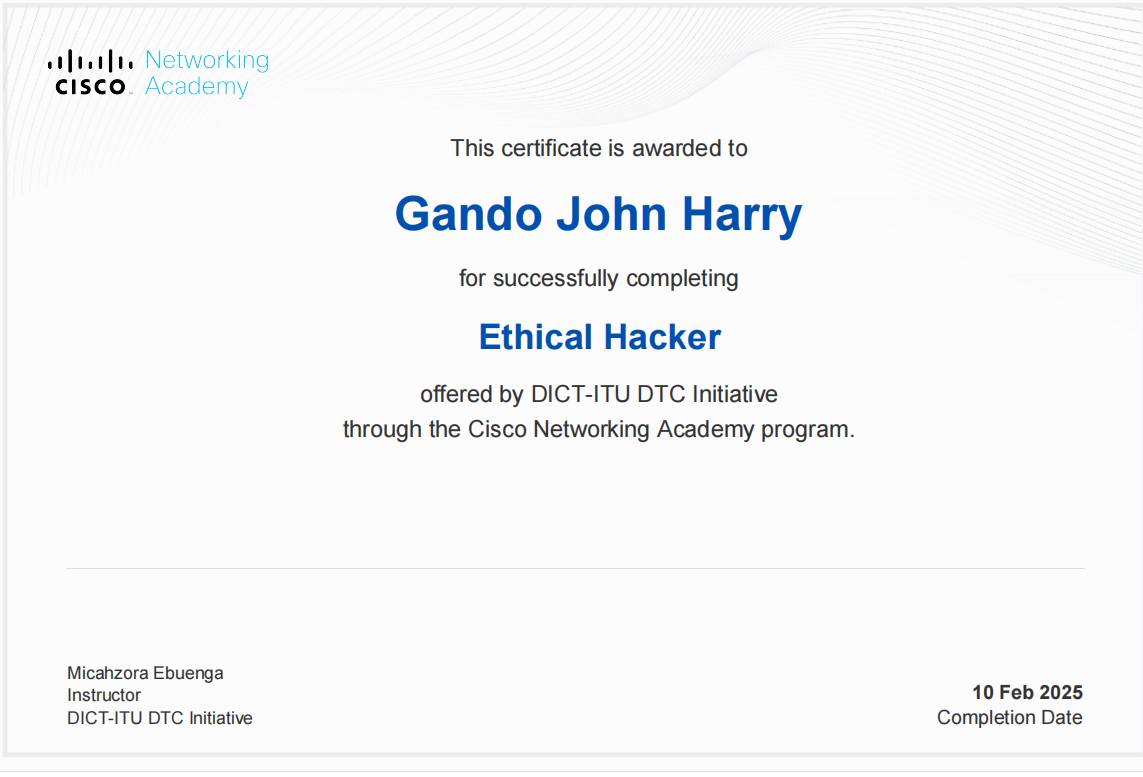 Networking
CISCO Academy
This certificate is awarded to
Gando John Harry
for successfully completing
Ethical Hacker
offered by DICT-ITU DTC Initiative
through the Cisco Networking Academy program.
Micahzora Ebuenga
Instructor
DICT-ITU DTC Initiative
10 Feb 2025
Completion Date